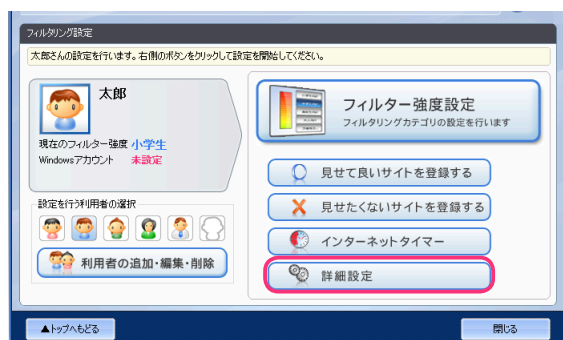 フィルタリング設定
太郎さんの設定を行います。右側のボタンをクリックして設定を開始してください。
太郎
現在のフィルター強度 小学生
Windowsアカウント 未設定
設定を行う利用者の選択
利用者の追加・編集・削除
フィルター強度設定
フィルタリングカテゴリの設定を行います
見せて良いサイトを登録する
見せたくないサイトを登録する
インターネットタイマー
詳細設定
▲トップへもどる
閉じる